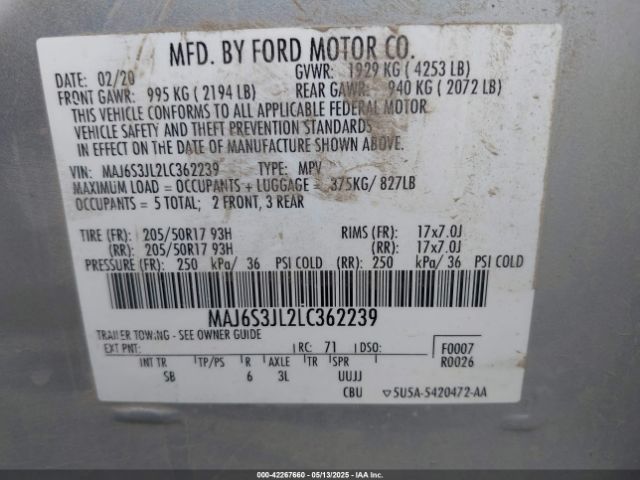 MFD. BY FORD MOTOR CO.
DATE: 02/20 GVWR: 1929 KG ( 4253 LB)
FRONT GAWR: 995 KG ( 2194 LB) REAR GAWR: 940 KG ( 2072 LB)
THIS VEHICLE CONFORMS TO ALL APPLICABLE FEDERAL MOTOR
VEHICLE SAFETY AND THEFT PREVENTION STANDARDS
IN EFFECT ON THE DATE OF MANUFACTURE SHOWN ABOVE.
VIN: MAJ6S3JL2LC362239 TYPE: MPV
MAXIMUM LOAD = OCCUPANTS + LUGGAGE = 375KG/ 827LB
OCCUPANTS = 5 TOTAL; 2 FRONT, 3 REAR
TIRE (FR): 205/50R17 93H RIMS (FR): 17x7.0J
(RR): 205/50R17 93H (RR): 17x7.0J
PRESSURE (FR): 250 kPa/ 36 PSI COLD (RR): 250 kPa/ 36 PSI COLD
MAJ6S3JL2LC362239
TRAILER TOWING - SEE OWNER GUIDE
EXT PNT: RC: 71 DSO: F0007
INT TR TP/PS R AXLE TR SPR R0026
SB 6 3L UUJJ
CBU ▽5U5A-5420472-AA
000-42267660 - 05/13/2025 - IAA, Inc.